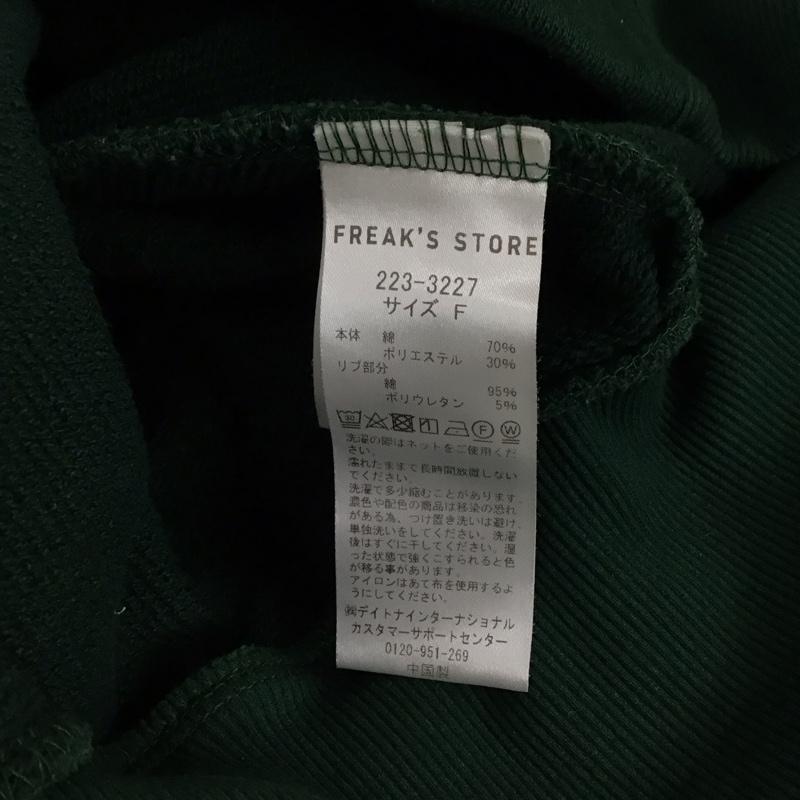 FREAK'S STORE
223-3227
サイズ F
本体 綿 70%
ポリエステル 30%
リブ部分
綿 95%
ポリウレタン 5%
30 F W
洗濯の際はネットをご使用くだ
さい。
濡れたままで長時間放置しない
でください。
洗濯で多少縮むことがあります。
濃色や配色の商品は移染の恐れ
がある為、つけ置き洗いは避け、
単独洗いをしてください。洗濯
後はすぐに干してください。湿
った状態で強くこすられると色
が移る事があります。
アイロンはあて布を使用するよ
うにしてください。
㈱デイトナインターナショナル
カスタマーサポートセンター
0120-951-269
中国製